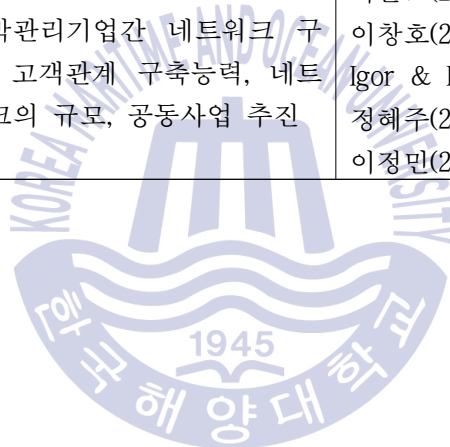 박관리기업간 네트워크 구
고객관계 구축능력, 네트
크의 규모, 공동사업 추진
이창호(2
Igor &
정혜주(2
이정민(2
KOREA MARITIME AND OCEAN UNIVERSITY
1945
한국해양대학교